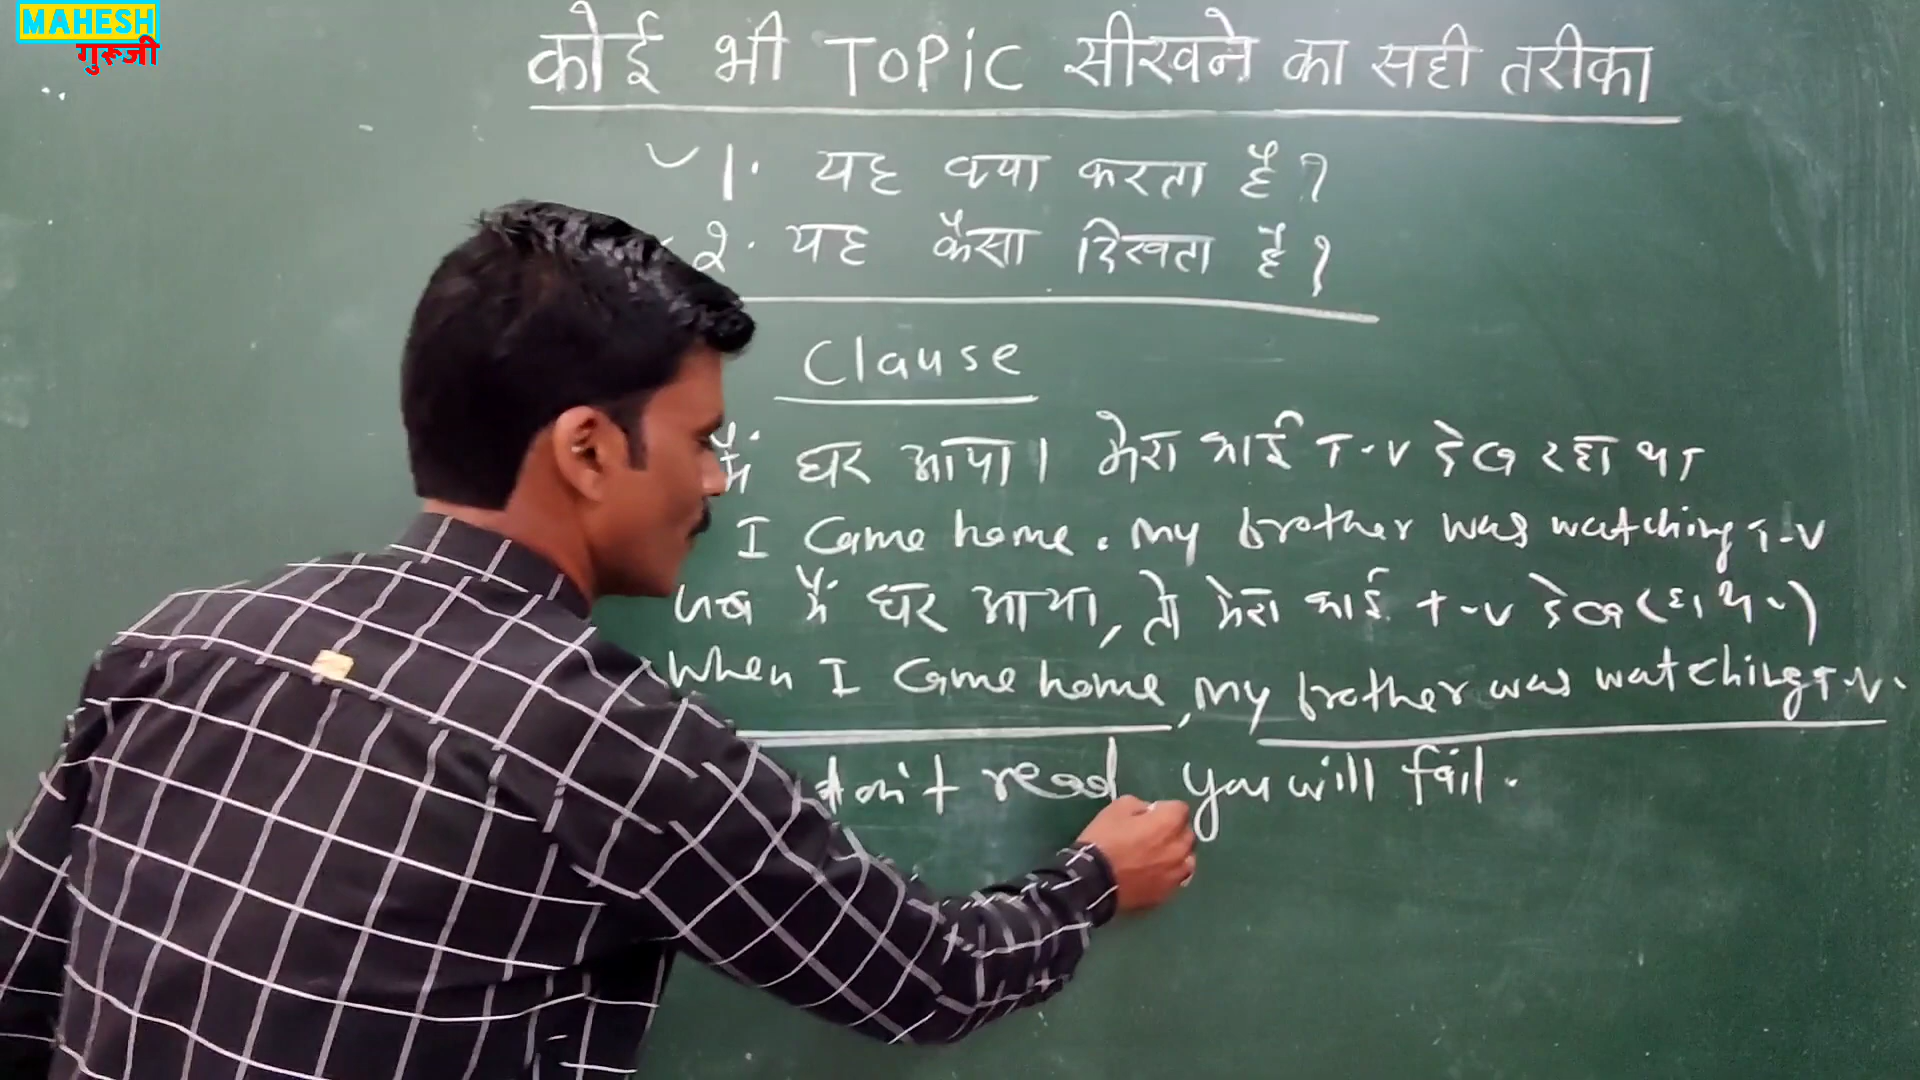 MAHESH
गुरूजी
कोई भी TOPIC सीखने का सही तरीका
1. यह क्या करता है?
2. यह कैसा दिखता है?
Clause
मैं घर आया। मेरा भाई T-V देख रहा था
I Came home. My brother was watching T-V
जब मैं घर आया, तो मेरा भाई T-V देख रहा था
When I Came home, My brother was watching T.V.
don't read you will fail.